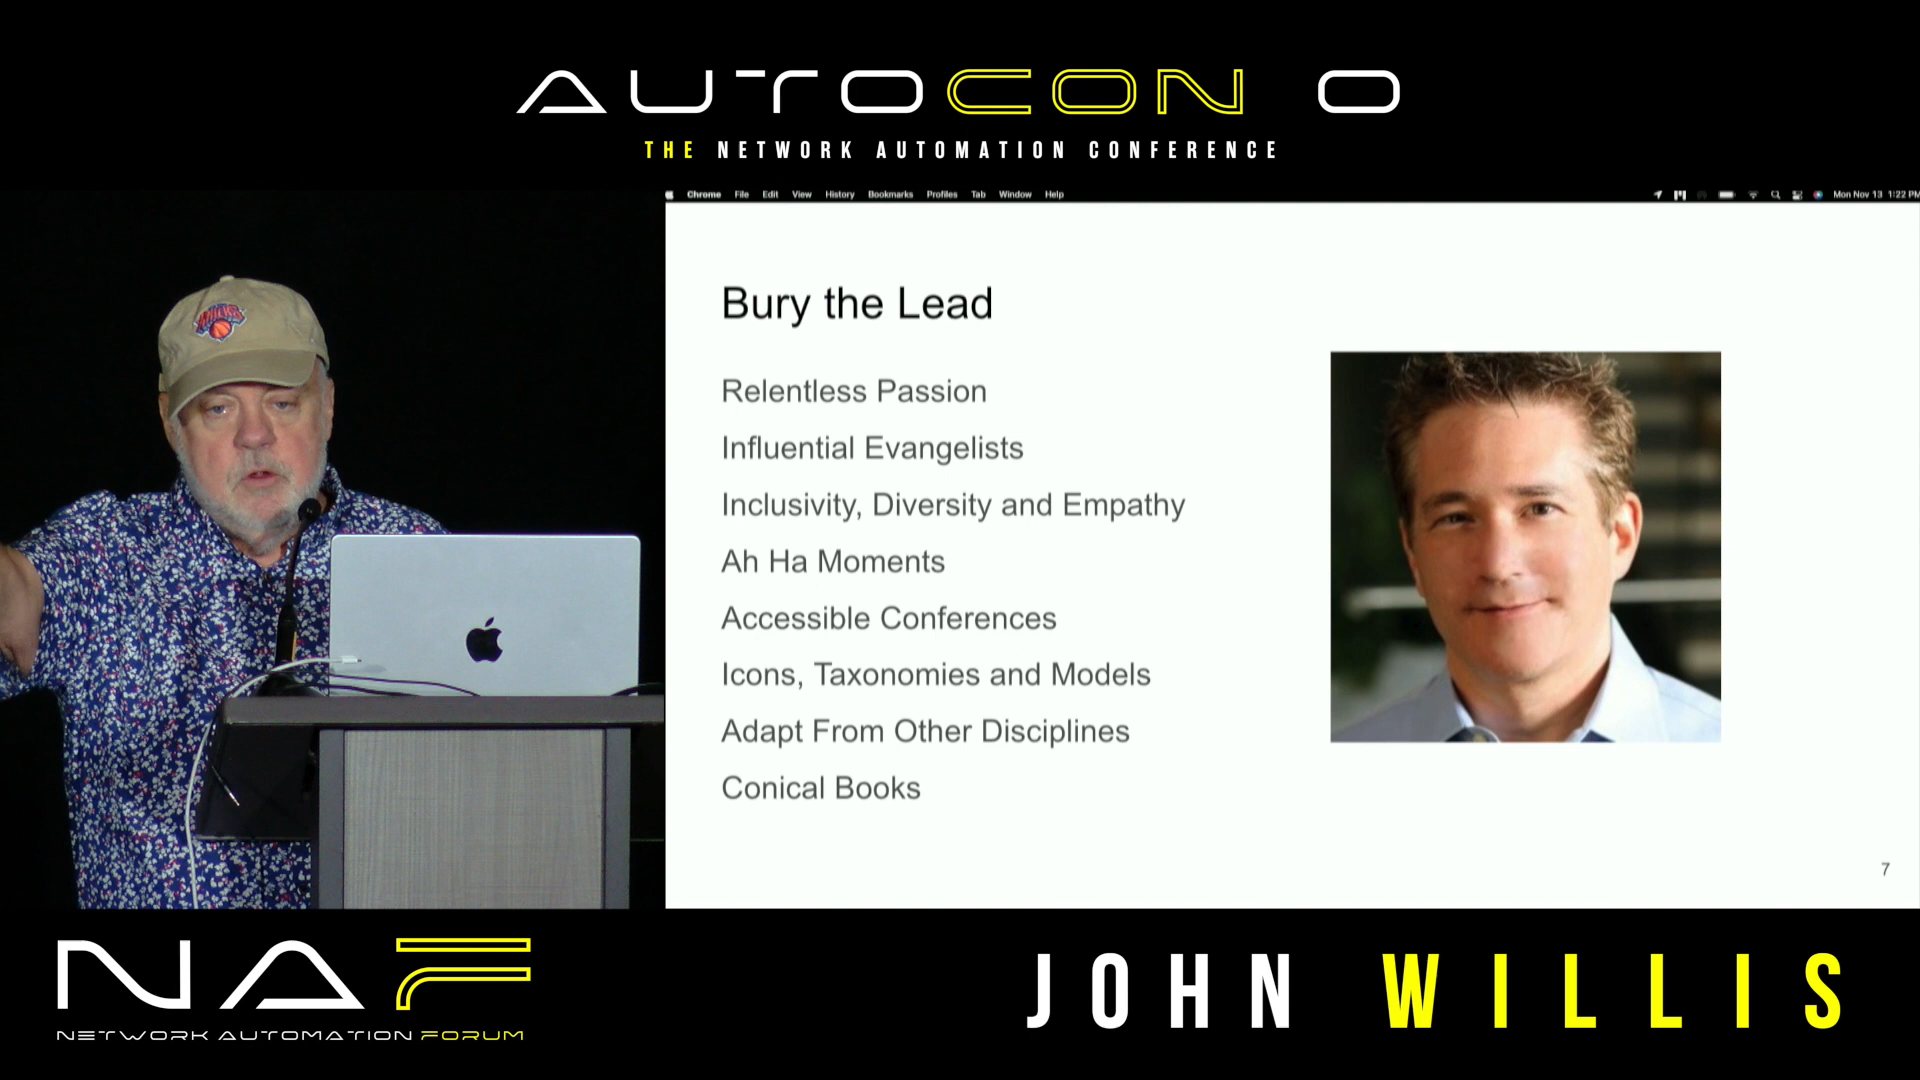 AUTOCON 0
THE NETWORK AUTOMATION CONFERENCE
Chrome File Edit View History Bookmarks Profiles Tab Window Help
Mon Nov 13 1:22 PM
Bury the Lead
Relentless Passion
Influential Evangelists
Inclusivity, Diversity and Empathy
Ah Ha Moments
Accessible Conferences
Icons, Taxonomies and Models
Adapt From Other Disciplines
Conical Books
7
KNICKS
NAF
NETWORK AUTOMATION FORUM
JOHN WILLIS